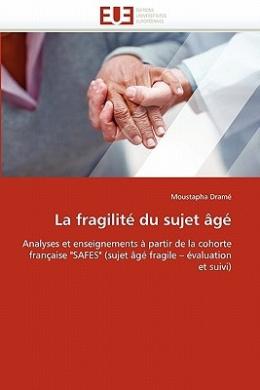 EUE
ÉDITIONS
UNIVERSITAIRES
EUROPÉENNES
Moustapha Dramé
La fragilité du sujet âgé
Analyses et enseignements à partir de la cohorte
française "SAFES" (sujet âgé fragile – évaluation
et suivi)